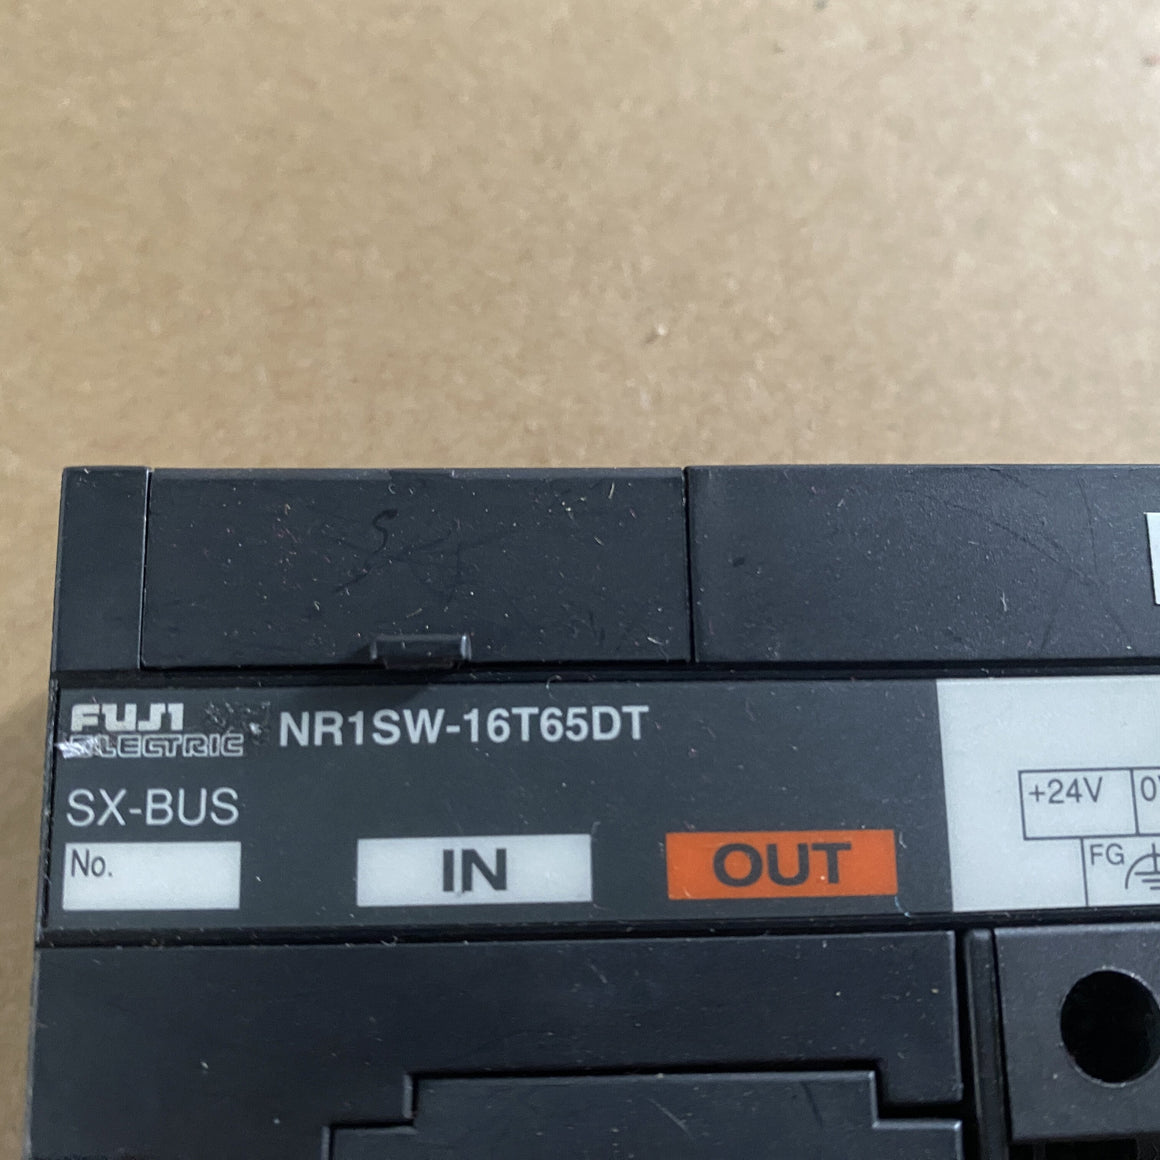 FUJI ELECTRIC NR1SW-16T65DT
SX-BUS
No.
IN
OUT
+24V
FG